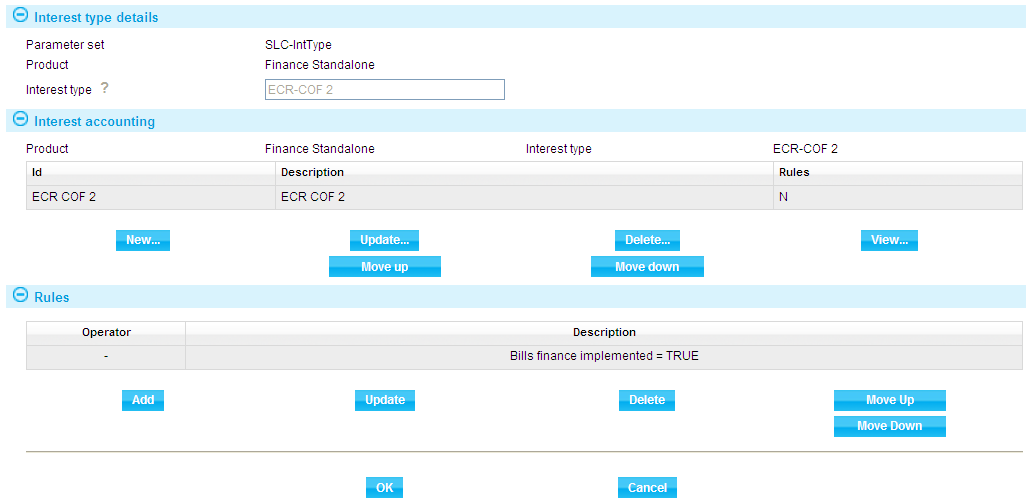 Interest type details
Parameter set SLC-IntType
Product Finance Standalone
Interest type ? ECR-COF 2
Interest accounting
Product Finance Standalone Interest type ECR-COF 2
Id Description Rules
ECR COF 2 ECR COF 2 N
New... Update... Delete... View...
Move up Move down
Rules
Operator Description
- Bills finance implemented = TRUE
Add Update Delete Move Up
Move Down
OK Cancel